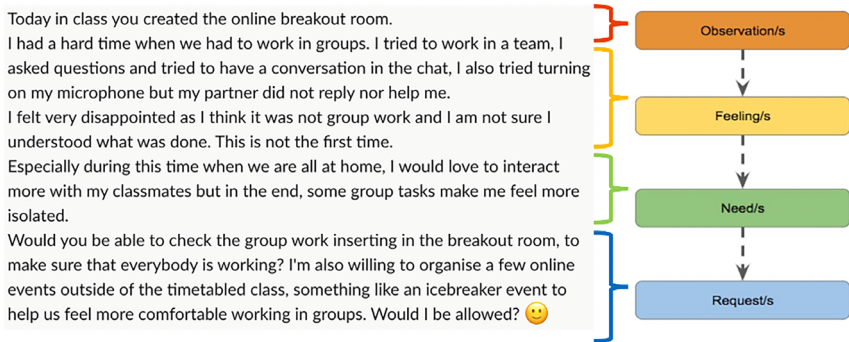 Today in class you created the online breakout room.
I had a hard time when we had to work in groups. I tried to work in a team, I
asked questions and tried to have a conversation in the chat, I also tried turning
on my microphone but my partner did not reply nor help me.
I felt very disappointed as I think it was not group work and I am not sure I
understood what was done. This is not the first time.
Especially during this time when we are all at home, I would love to interact
more with my classmates but in the end, some group tasks make me feel more
isolated.
Would you be able to check the group work inserting in the breakout room, to
make sure that everybody is working? I'm also willing to organise a few online
events outside of the timetabled class, something like an icebreaker event to
help us feel more comfortable working in groups. Would I be allowed? 🙂
Observation/s
Feeling/s
Need/s
Request/s